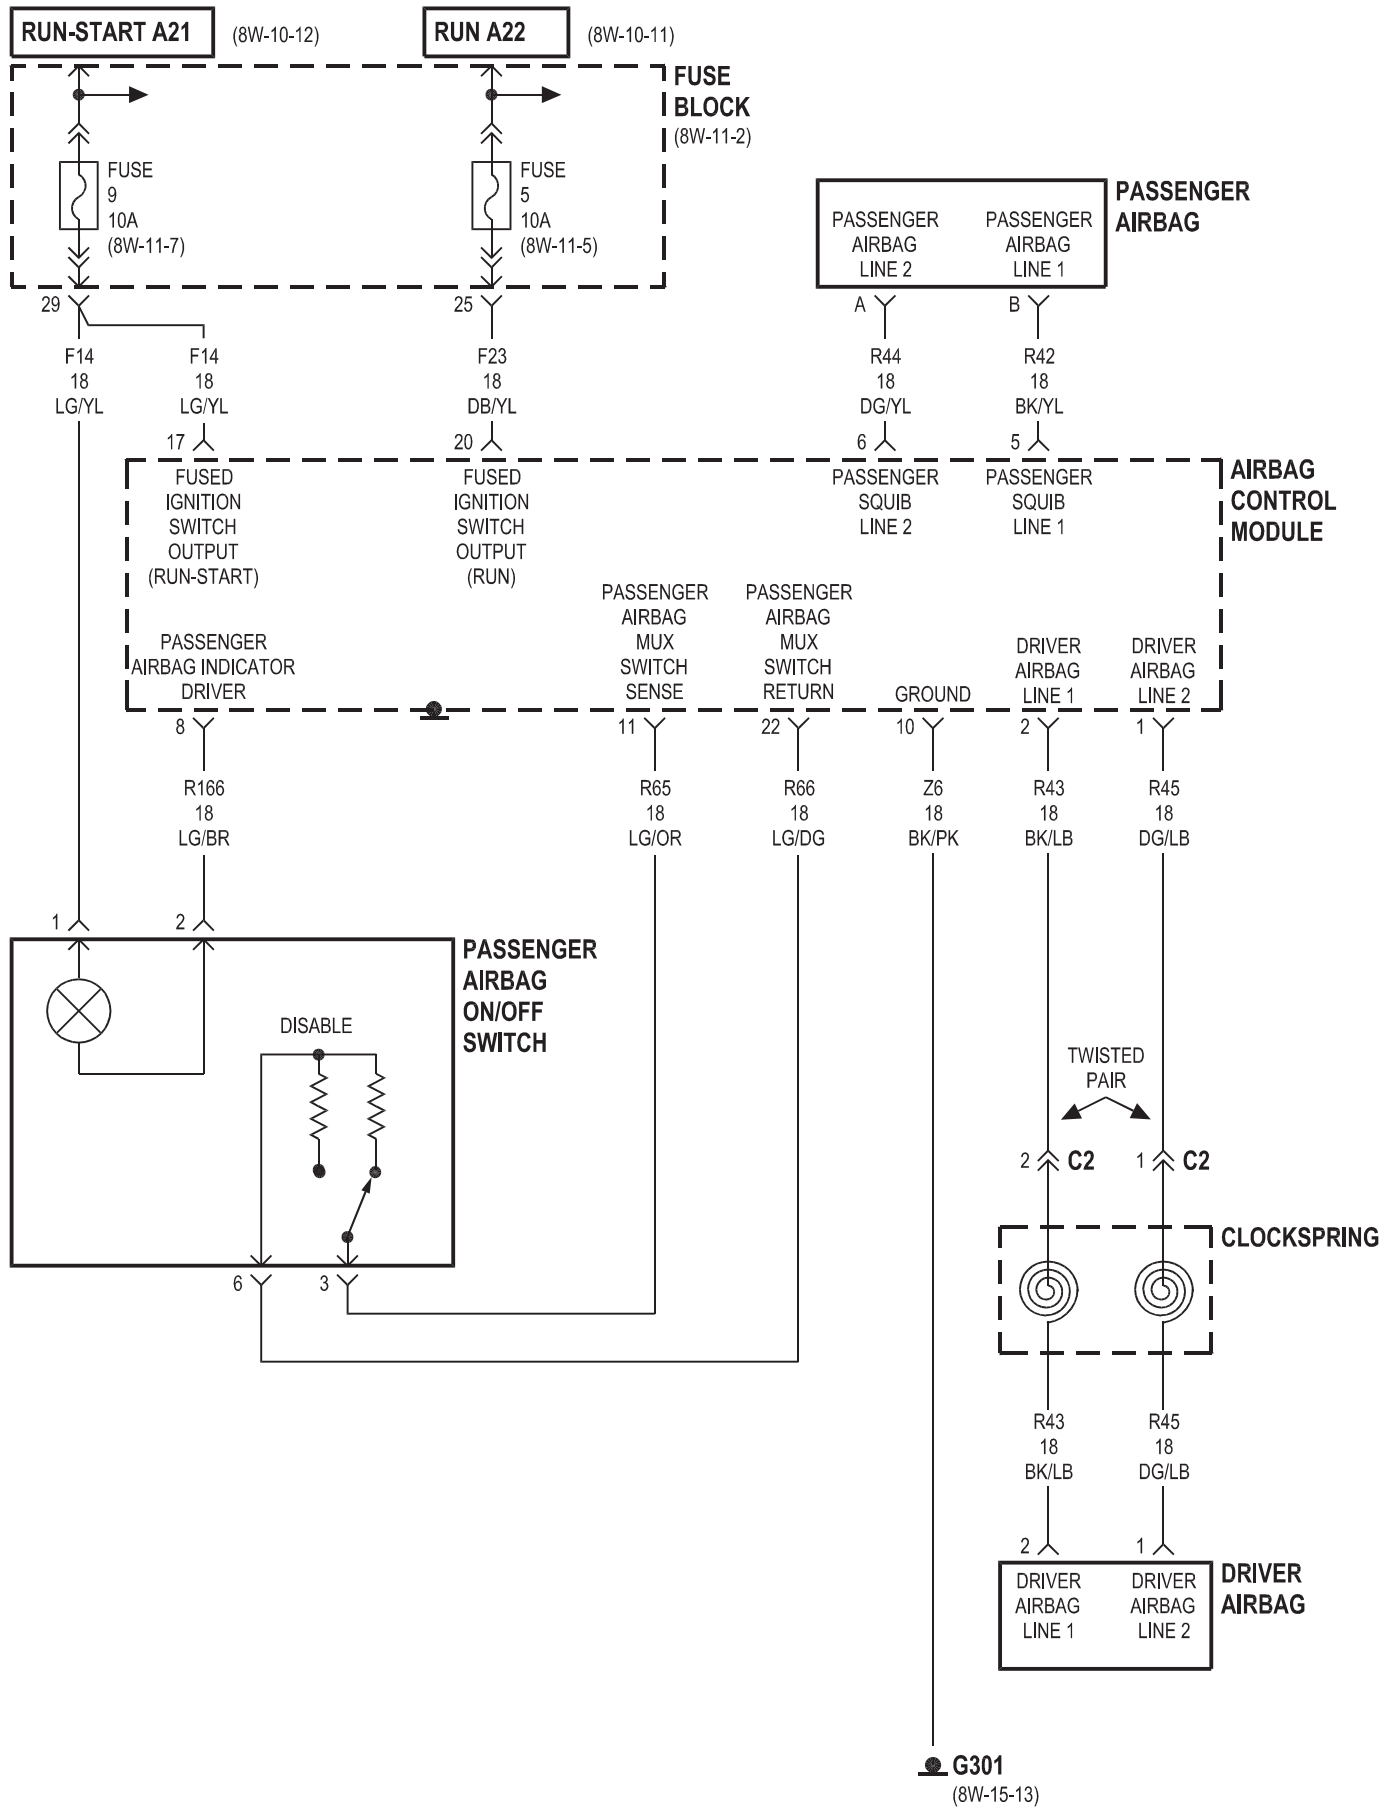 RUN-START A21
(8W-10-12)
RUN A22
(8W-10-11)
FUSE
BLOCK
(8W-11-2)
FUSE
9
10A
(8W-11-7)
FUSE
5
10A
(8W-11-5)
PASSENGER
AIRBAG
PASSENGER
AIRBAG
LINE 2
PASSENGER
AIRBAG
LINE 1
29
25
A
B
F14
18
LG/YL
F14
18
LG/YL
F23
18
DB/YL
R44
18
DG/YL
R42
18
BK/YL
17
20
6
5
AIRBAG
CONTROL
MODULE
FUSED
IGNITION
SWITCH
OUTPUT
(RUN-START)
FUSED
IGNITION
SWITCH
OUTPUT
(RUN)
PASSENGER
SQUIB
LINE 2
PASSENGER
SQUIB
LINE 1
PASSENGER
AIRBAG INDICATOR
DRIVER
PASSENGER
AIRBAG
MUX
SWITCH
SENSE
PASSENGER
AIRBAG
MUX
SWITCH
RETURN
GROUND
DRIVER
AIRBAG
LINE 1
DRIVER
AIRBAG
LINE 2
8
11
22
10
2
1
R166
18
LG/BR
R65
18
LG/OR
R66
18
LG/DG
Z6
18
BK/PK
R43
18
BK/LB
R45
18
DG/LB
1
2
PASSENGER
AIRBAG
ON/OFF
SWITCH
DISABLE
6
3
TWISTED
PAIR
2
C2
1
C2
CLOCKSPRING
R43
18
BK/LB
R45
18
DG/LB
2
1
DRIVER
AIRBAG
LINE 1
DRIVER
AIRBAG
LINE 2
DRIVER
AIRBAG
G301
(8W-15-13)